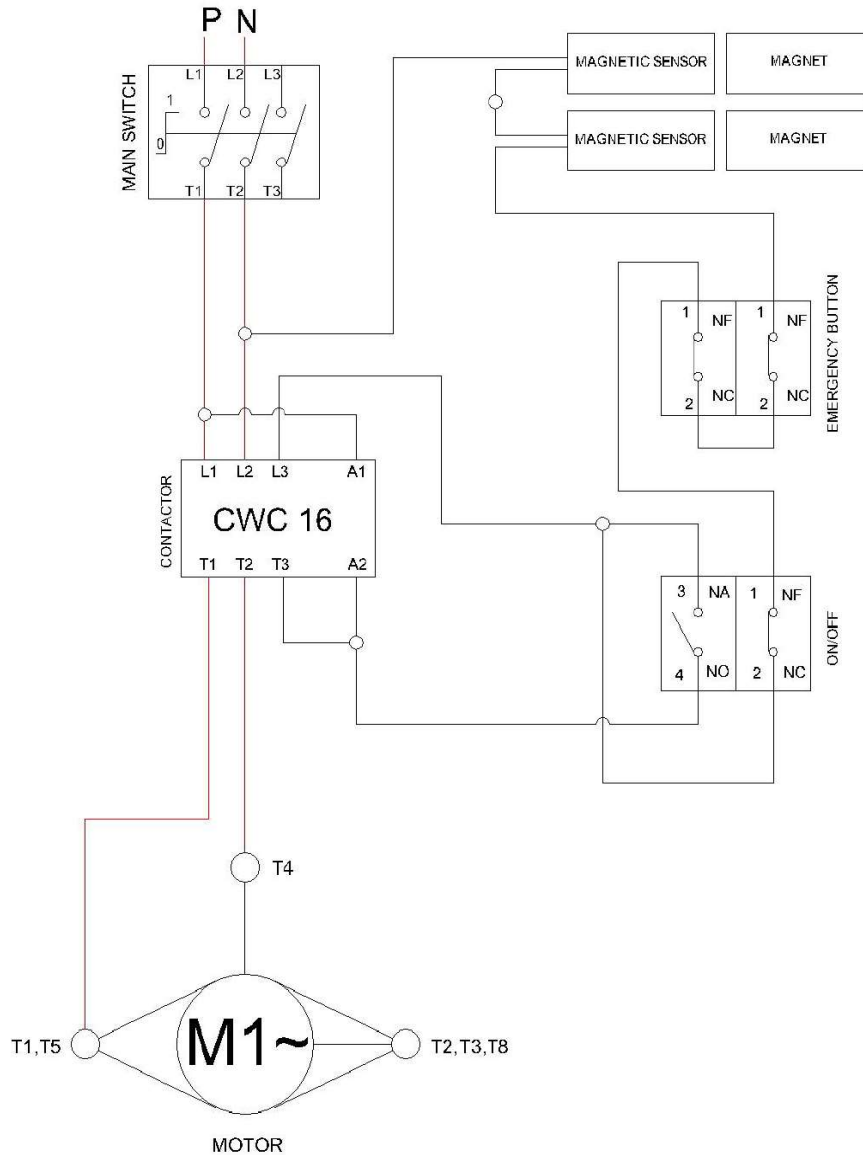 P N
L1 L2 L3
MAIN SWITCH
1
0
T1 T2 T3
MAGNETIC SENSOR MAGNET
MAGNETIC SENSOR MAGNET
1 NF 1 NF
2 NC 2 NC
EMERGENCY BUTTON
L1 L2 L3 A1
CONTACTOR
CWC 16
T1 T2 T3 A2
3 NA 1 NF
4 NO 2 NC
ON/OFF
T4
T1,T5
M1~
T2,T3,T8
MOTOR